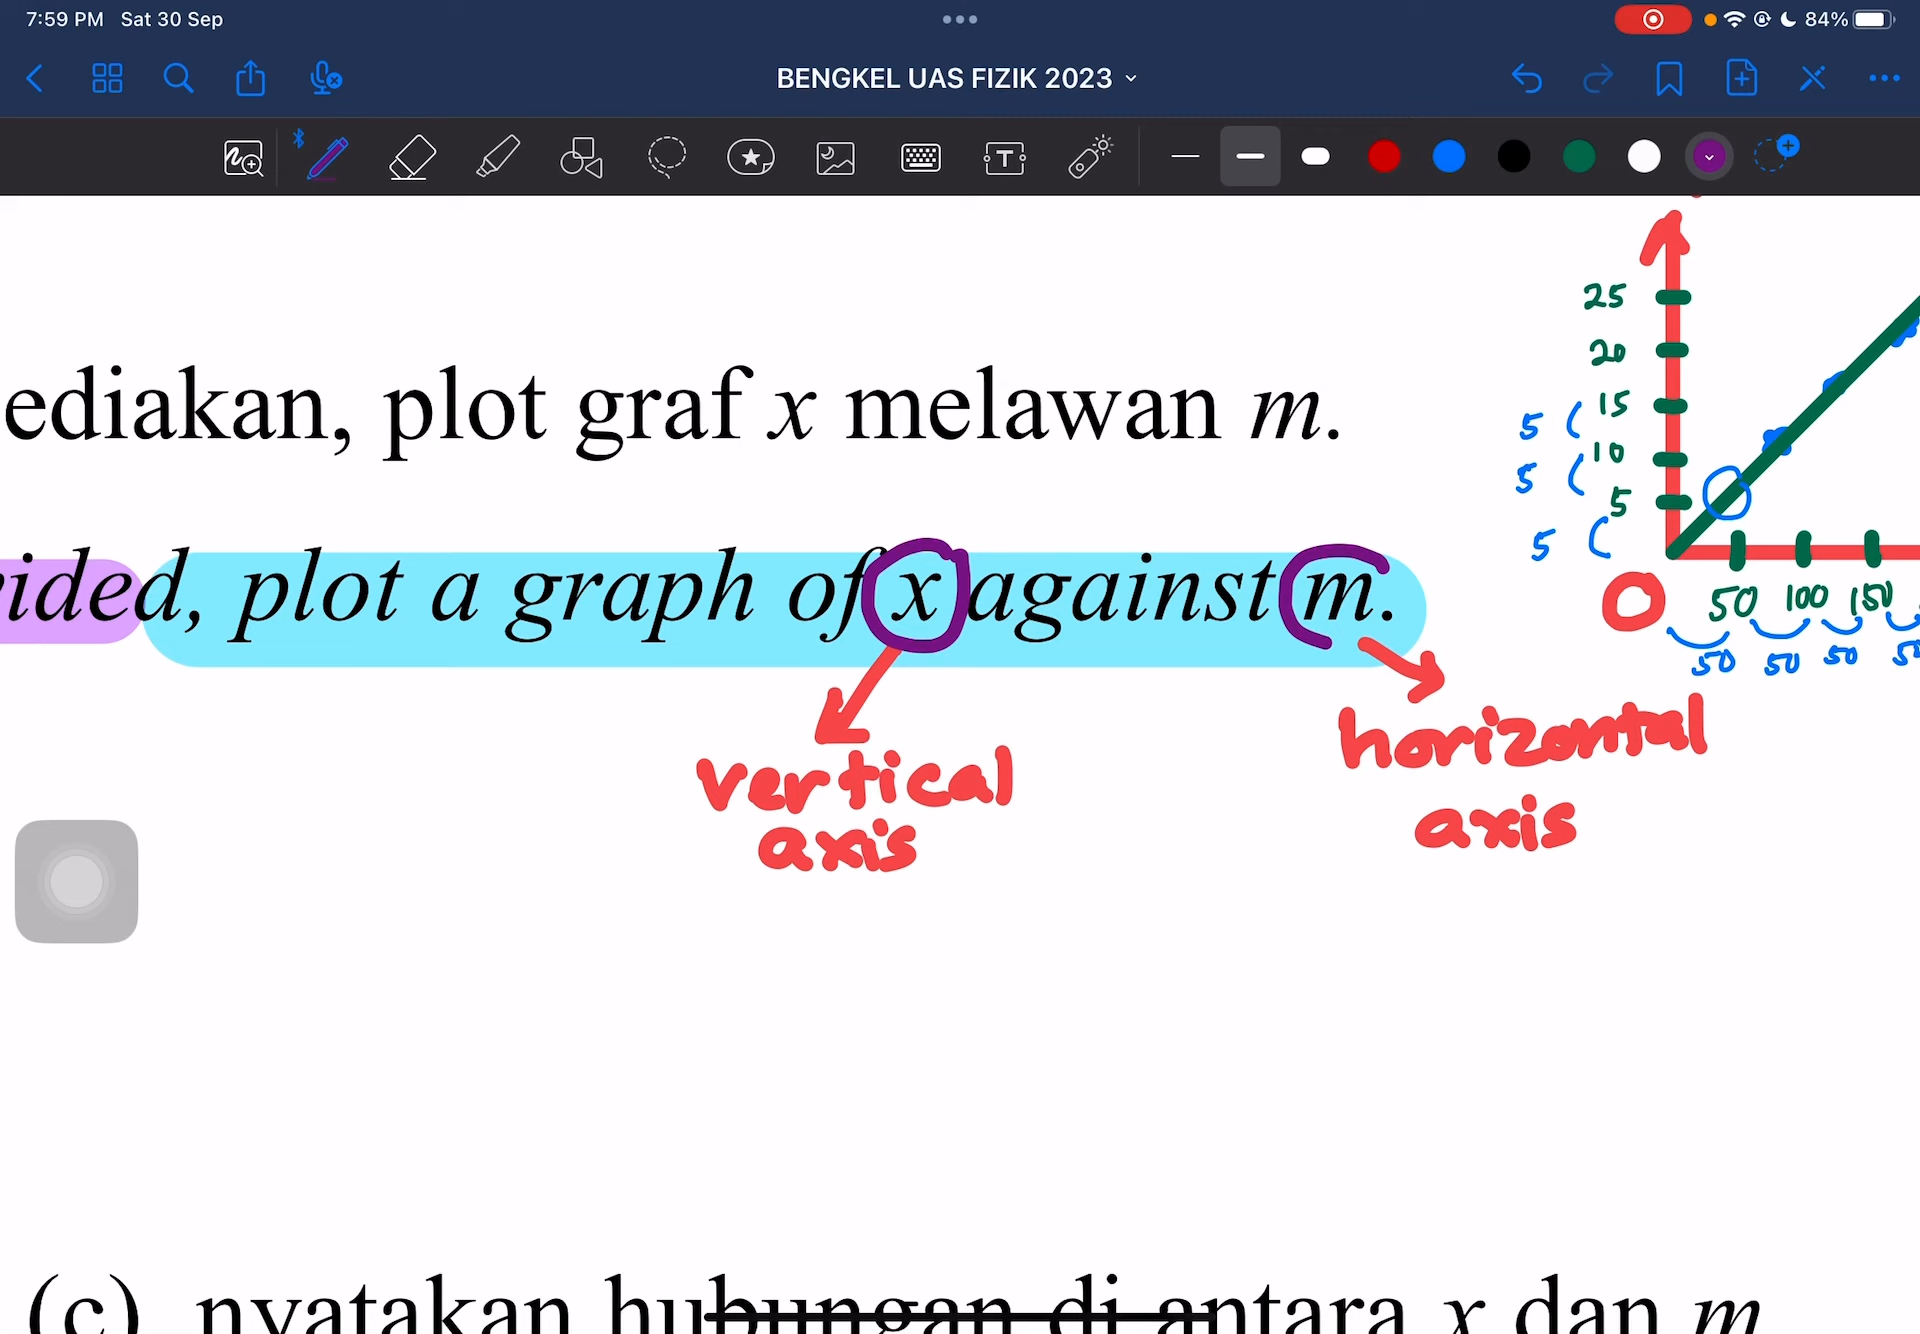 7:59 PM Sat 30 Sep
84%
BENGKEL UAS FIZIK 2023
T
25
20
ediakan, plot graf x melawan m.
5 ( 15
5 ( 10
5
5 (
vided, plot a graph of x against m.
0 50 100 150
50 50 50
horizontal
axis
vertical
axis
(c) nyatakan hubungan di antara x dan m